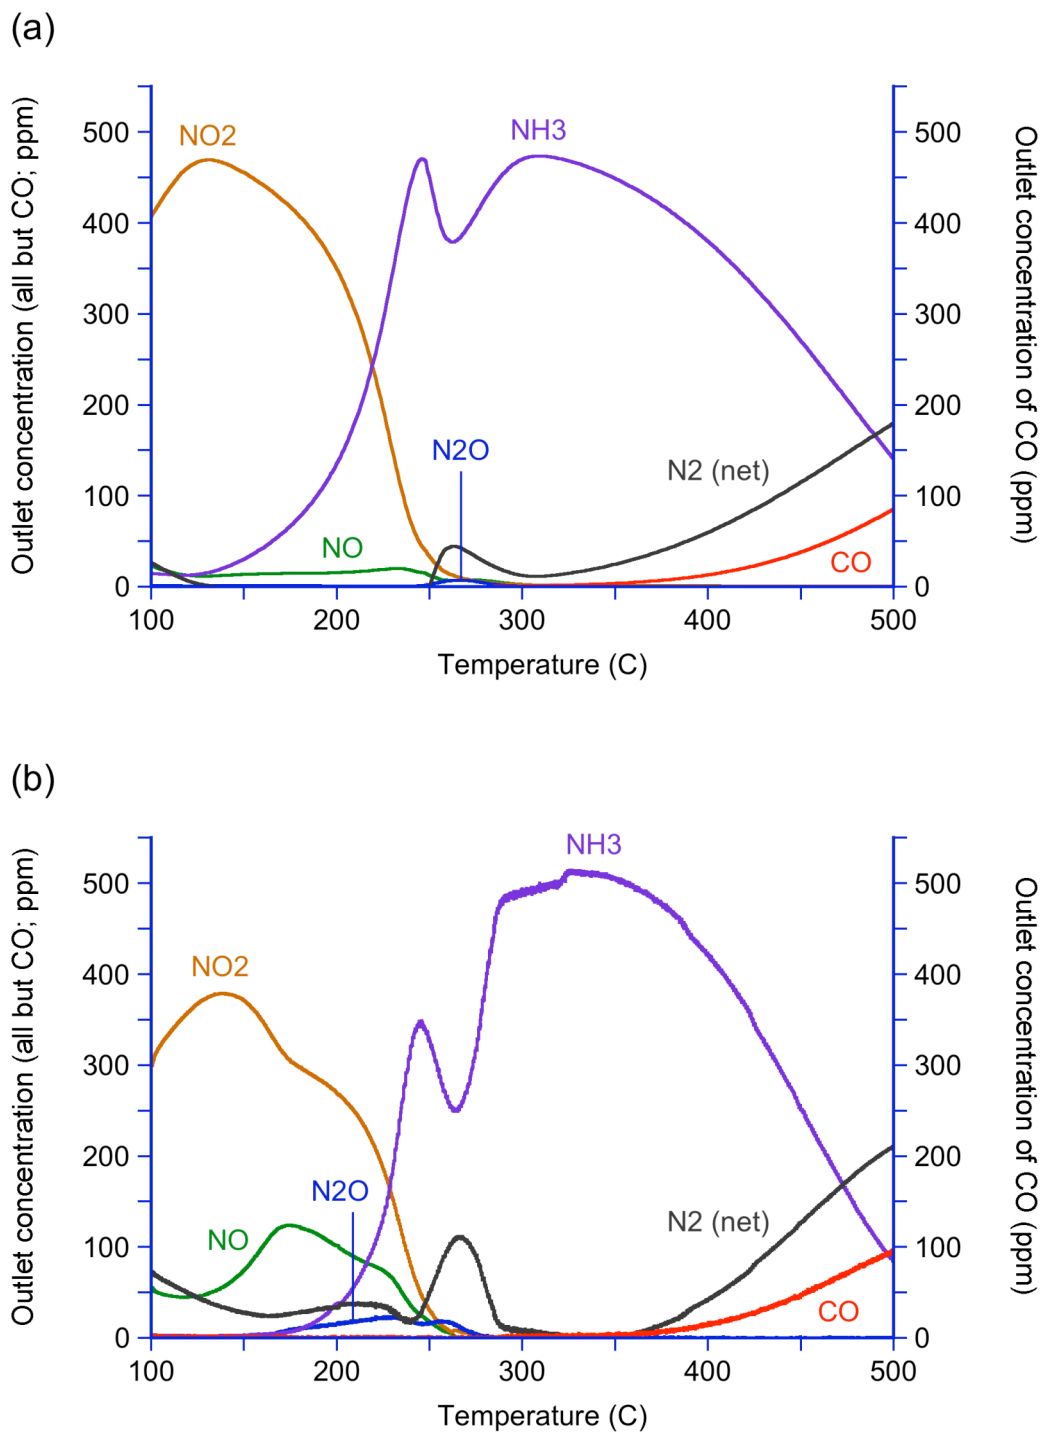 (a)
Outlet concentration (all but CO; ppm)
Outlet concentration of CO (ppm)
500
400
300
200
100
0
500
400
300
200
100
0
NO2
NH3
N2O
N2 (net)
NO
CO
100
200
300
400
500
Temperature (C)
(b)
Outlet concentration (all but CO; ppm)
Outlet concentration of CO (ppm)
500
400
300
200
100
0
500
400
300
200
100
0
NH3
NO2
N2O
NO
N2 (net)
CO
100
200
300
400
500
Temperature (C)